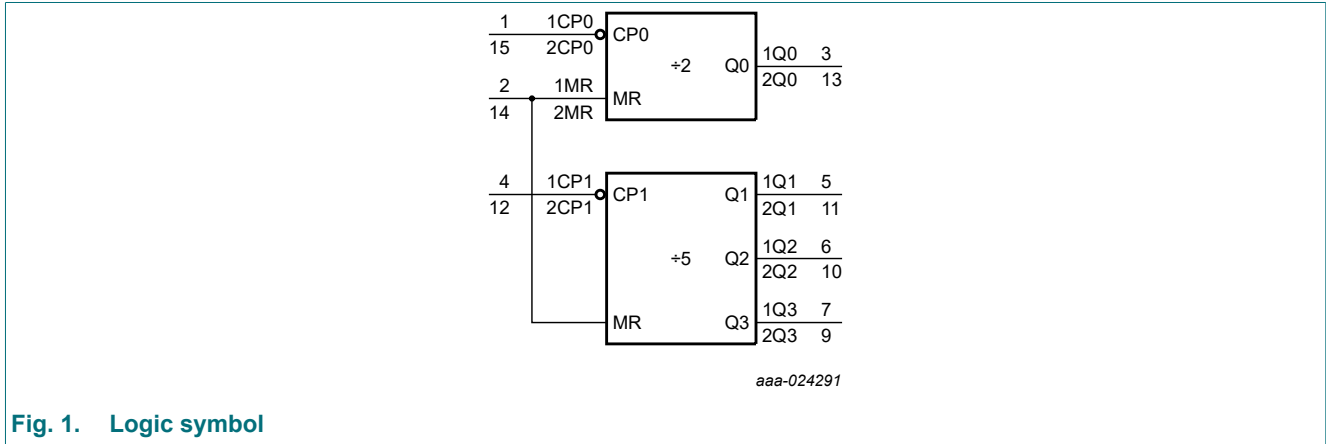 1 1CP0
15 2CP0
CP0
÷2
Q0
1Q0 3
2Q0 13
2 1MR
14 2MR
MR
4 1CP1
12 2CP1
CP1
Q1
1Q1 5
2Q1 11
÷5
Q2
1Q2 6
2Q2 10
MR
Q3
1Q3 7
2Q3 9
aaa-024291
Fig. 1. Logic symbol